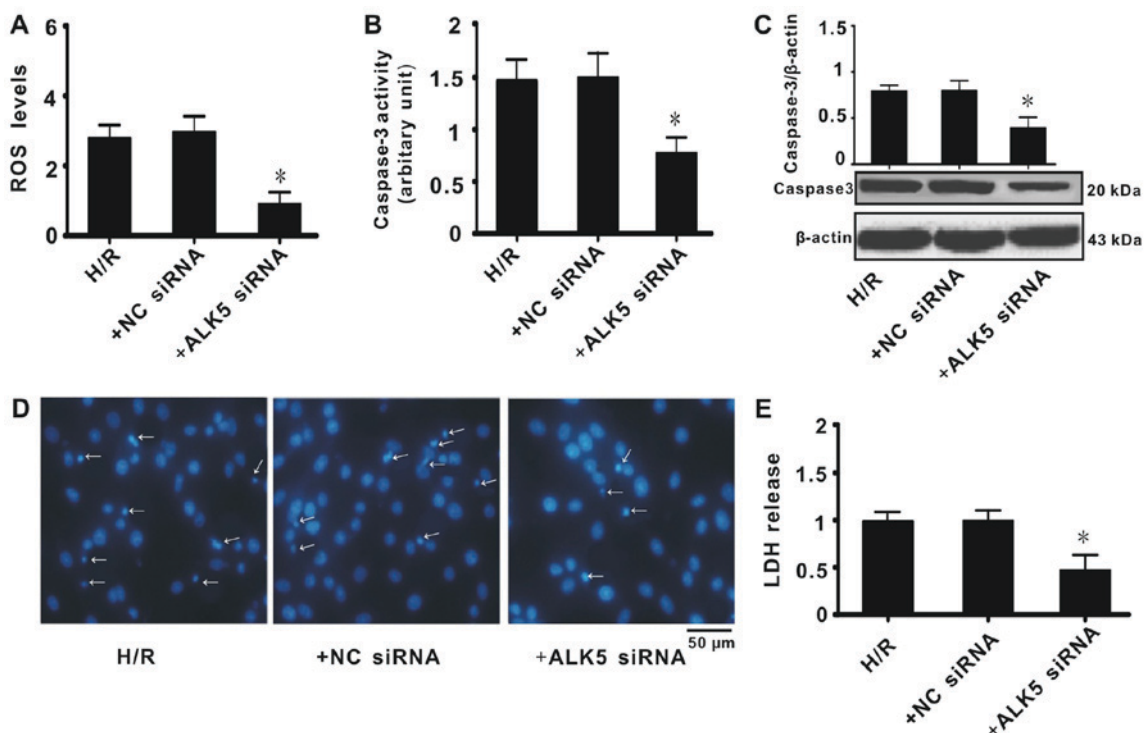 A
ROS levels
6
4
2
0
H/R
+NC siRNA
+ALK5 siRNA
*
B
Caspase-3 activity
(arbitary unit)
2
1.5
1
0.5
0
H/R
+NC siRNA
+ALK5 siRNA
*
C
Caspase-3/β-actin
1
0.5
0
*
Caspase3
20 kDa
β-actin
43 kDa
H/R
+NC siRNA
+ALK5 siRNA
D
H/R
+NC siRNA
+ALK5 siRNA
50 µm
E
LDH release
2
1.5
1
0.5
0
H/R
+NC siRNA
+ALK5 siRNA
*